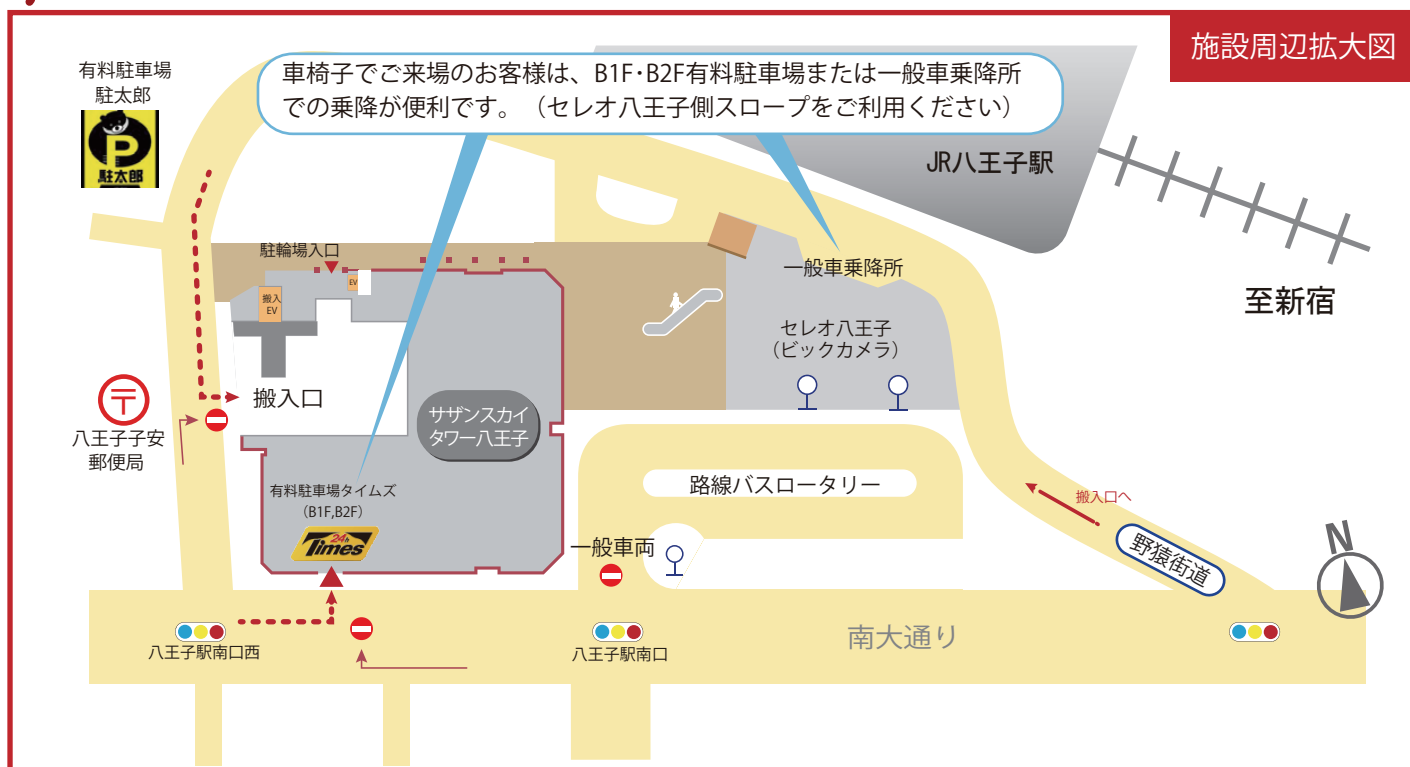 施設周辺拡大図
有料駐車場
駐太郎
P
駐太郎
車椅子でご来場のお客様は、B1F・B2F有料駐車場または一般車乗降所
での乗降が便利です。（セレオ八王子側スロープをご利用ください）
JR八王子駅
至新宿
駐輪場入口
EV
搬入
EV
一般車乗降所
セレオ八王子
（ビックカメラ）
搬入口
サザンスカイ
タワー八王子
〒
八王子子安
郵便局
有料駐車場タイムズ
（B1F,B2F）
24h
Times
路線バスロータリー
一般車両
搬入口へ
野猿街道
N
八王子駅南口西
八王子駅南口
南大通り